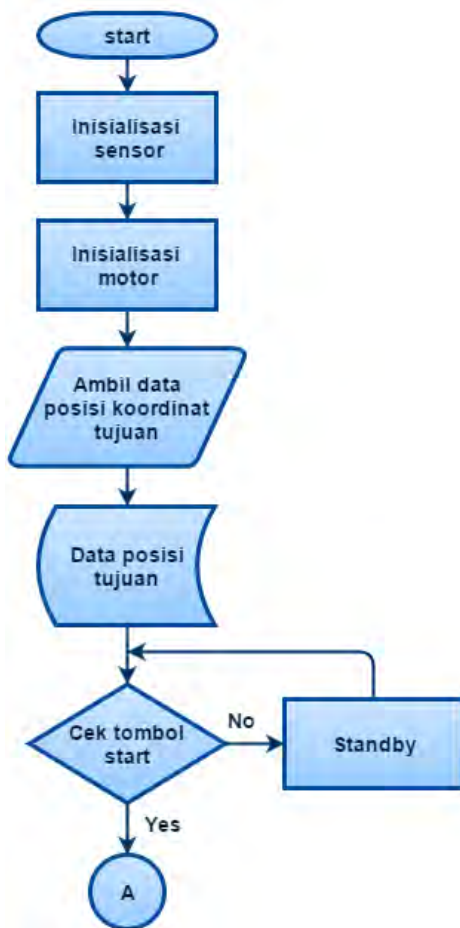 start
Inisialisasi
sensor
Inisialisasi
motor
Ambil data
posisi koordinat
tujuan
Data posisi
tujuan
Cek tombol
start
No
Standby
Yes
A